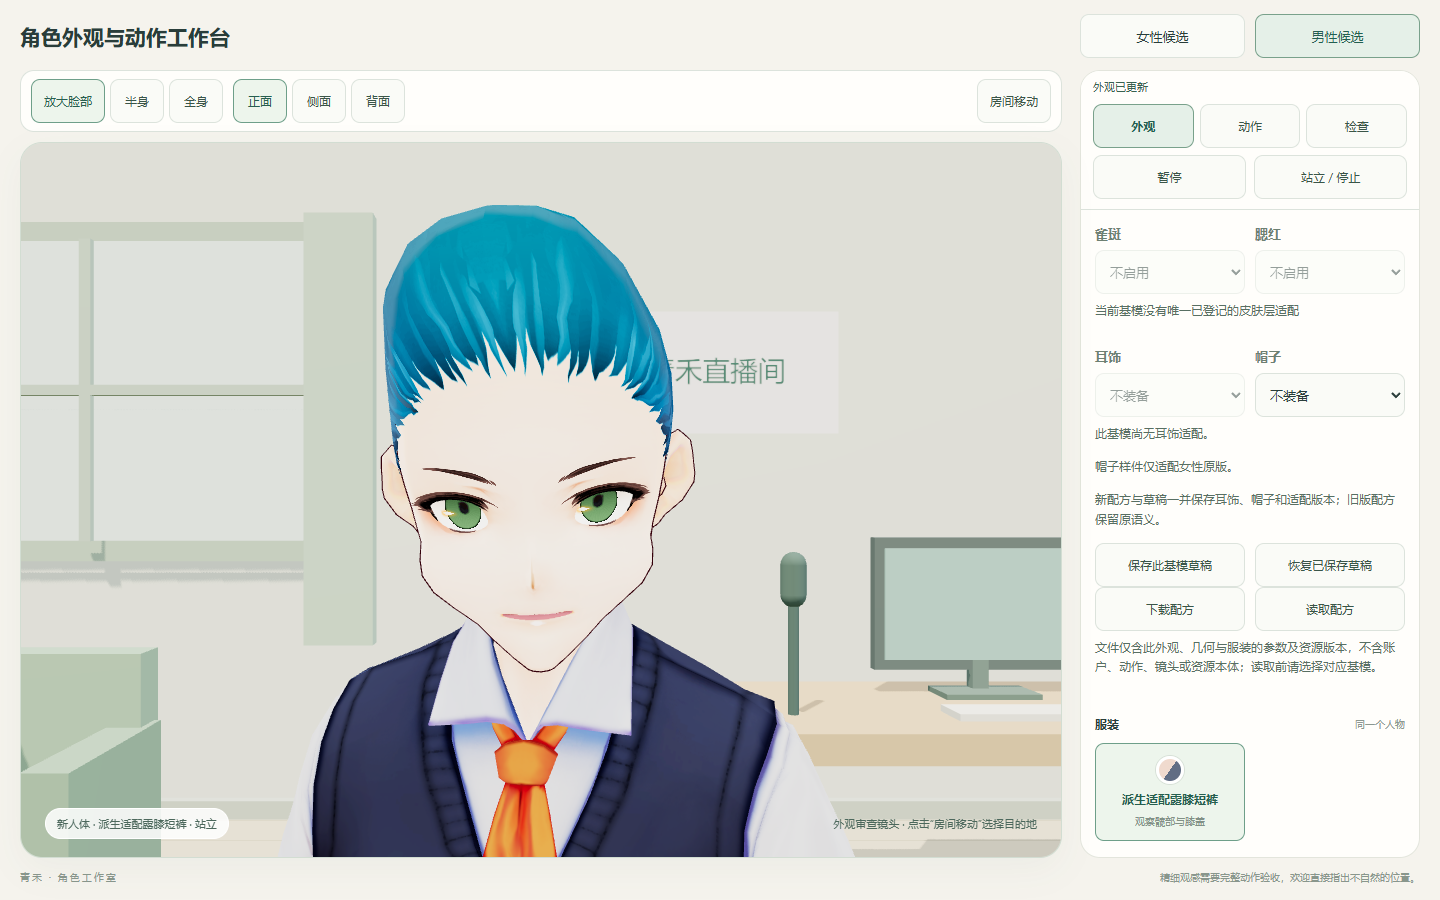 角色外观与动作工作台
女性候选
男性候选
放大脸部
半身
全身
正面
侧面
背面
房间移动
外观已更新
外观
动作
检查
暂停
站立 / 停止
雀斑
腮红
不启用
不启用
当前基模没有唯一已登记的皮肤层适配
耳饰
帽子
不装备
不装备
此基模尚无耳饰适配。
帽子样件仅适配女性原版。
新配方与草稿一并保存耳饰、帽子和适配版本；旧版配方
保留原语义。
保存此基模草稿
恢复已保存草稿
下载配方
读取配方
文件仅含此外观、几何与服装的参数及资源版本，不含账
户、动作、镜头或资源本体；读取前请选择对应基模。
服装
同一个人物
派生适配露膝短裤
观察髋部与膝盖
禾直播间
新人体 · 派生适配露膝短裤 · 站立
外观审查镜头 · 点击“房间移动”选择目的地
青禾 · 角色工作室
精细观感需要完整动作验收，欢迎直接指出不自然的位置。